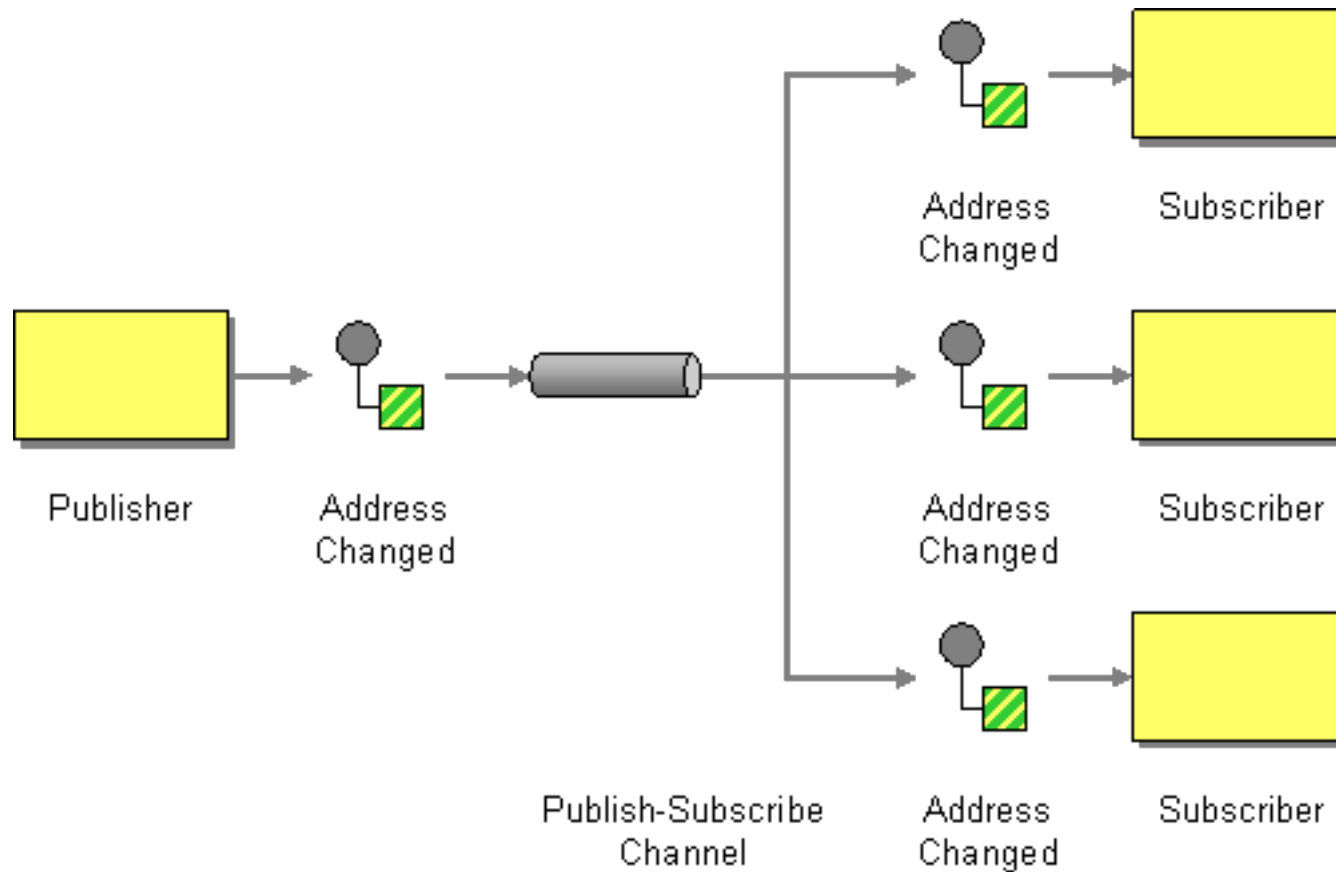 Address
Changed
Subscriber
Publisher
Address
Changed
Address
Changed
Subscriber
Publish-Subscribe
Channel
Address
Changed
Subscriber